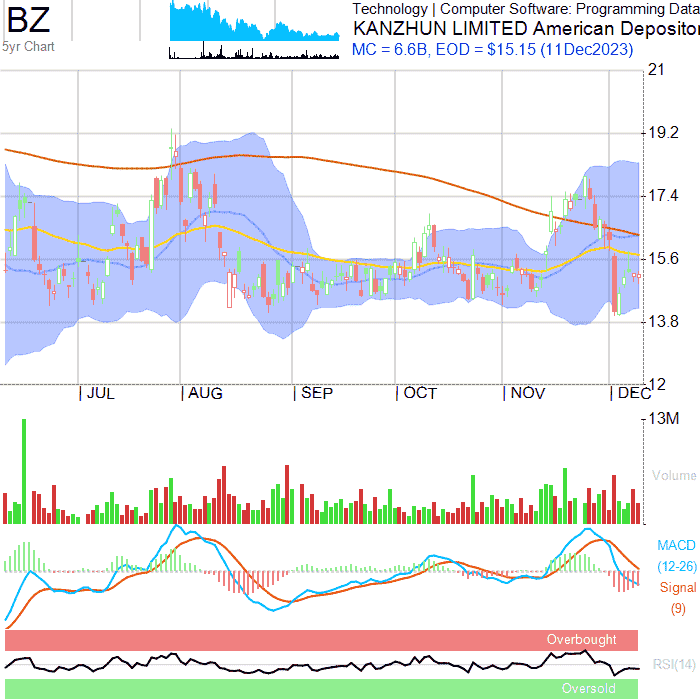 BZ
5yr Chart
Technology | Computer Software: Programming Data
KANZHUN LIMITED American Deposito
MC = 6.6B, EOD = $15.15 (11Dec2023)
21
19.2
17.4
15.6
13.8
12
| JUL | AUG | SEP | OCT | NOV | DEC
13M
Volume
MACD
(12-26)
Signal
(9)
Overbought
RSI(14)
Oversold